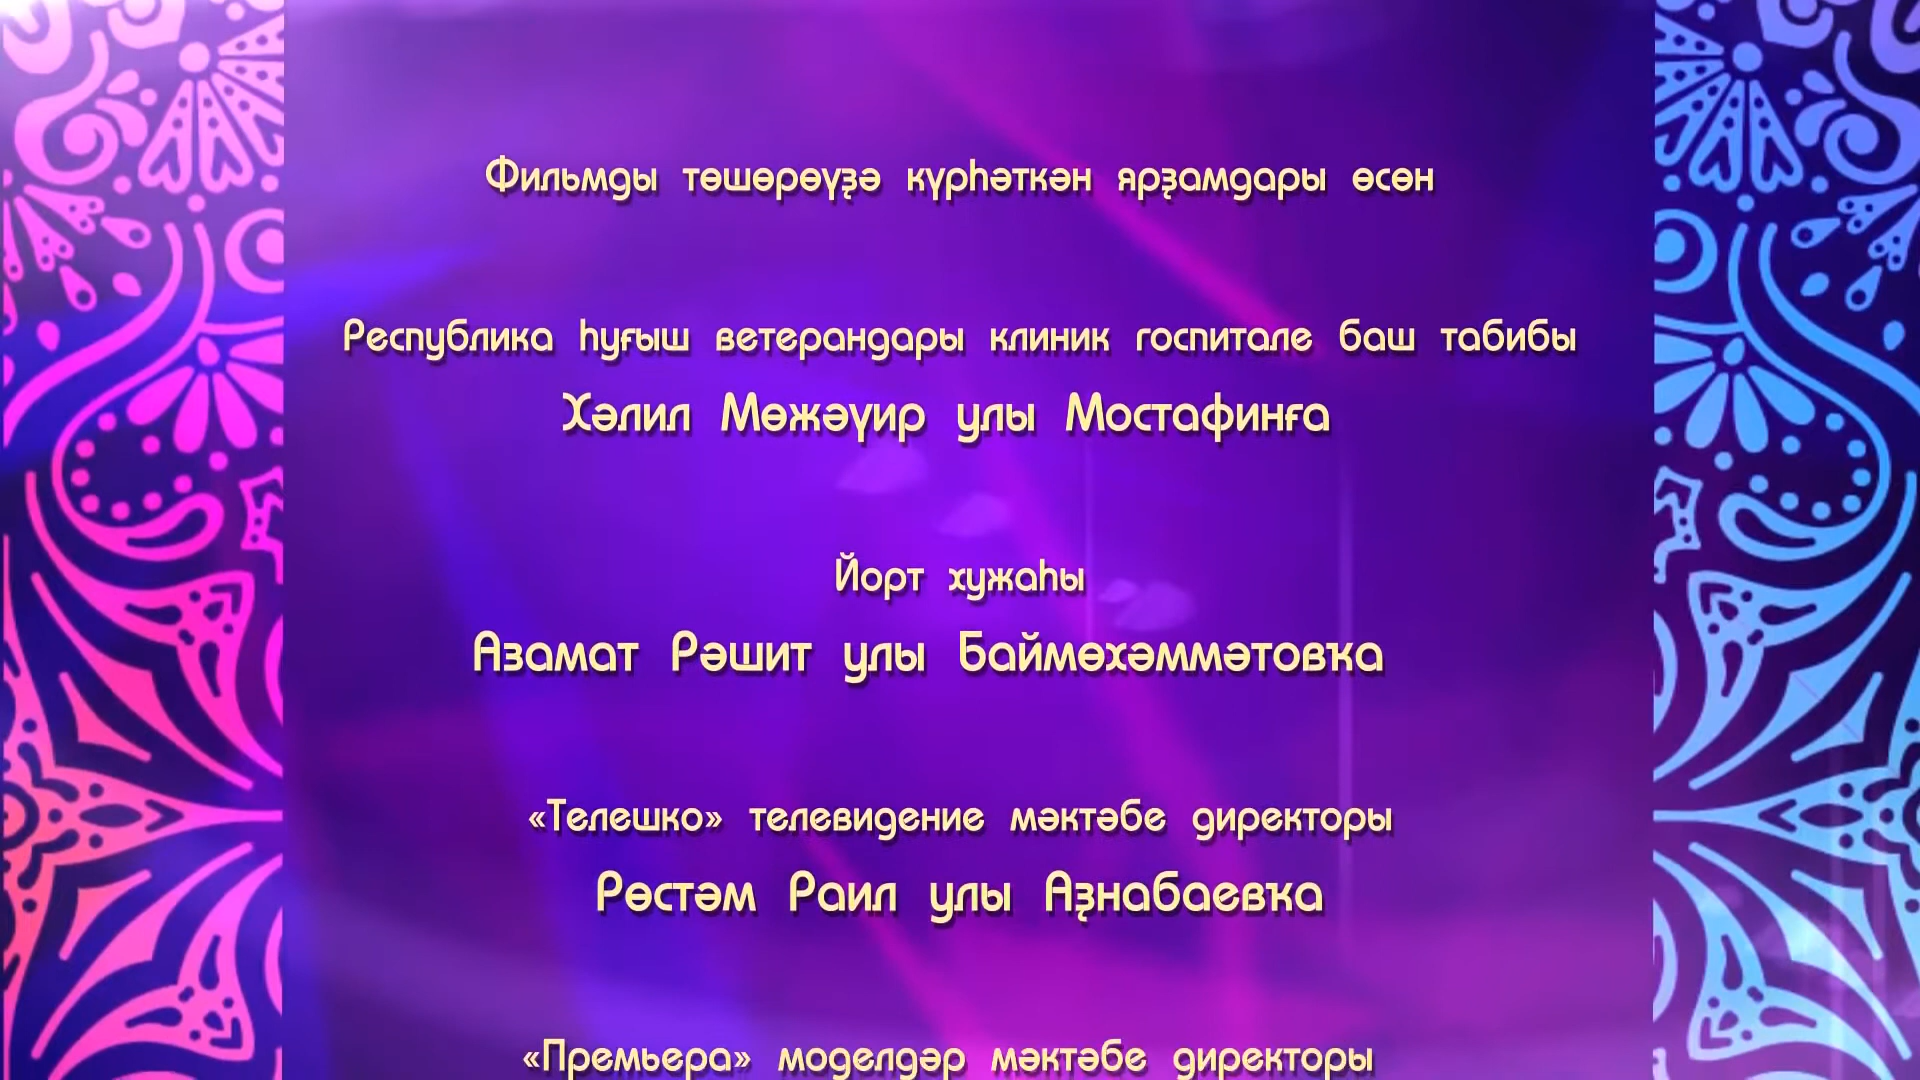 Фильмды төшөрөүҙә күрһәткән ярҙамдары өсөн
Республика һуғыш ветерандары клиник госпитале баш табибы
Хәлил Мөжәүир улы Мостафинға
Йорт хужаһы
Азамат Рәшит улы Баймөхәммәтовҡа
«Телешко» телевидение мәктәбе директоры
Рөстәм Раил улы Аҙнабаевҡа
«Премьера» моделдәр мәктәбе директоры